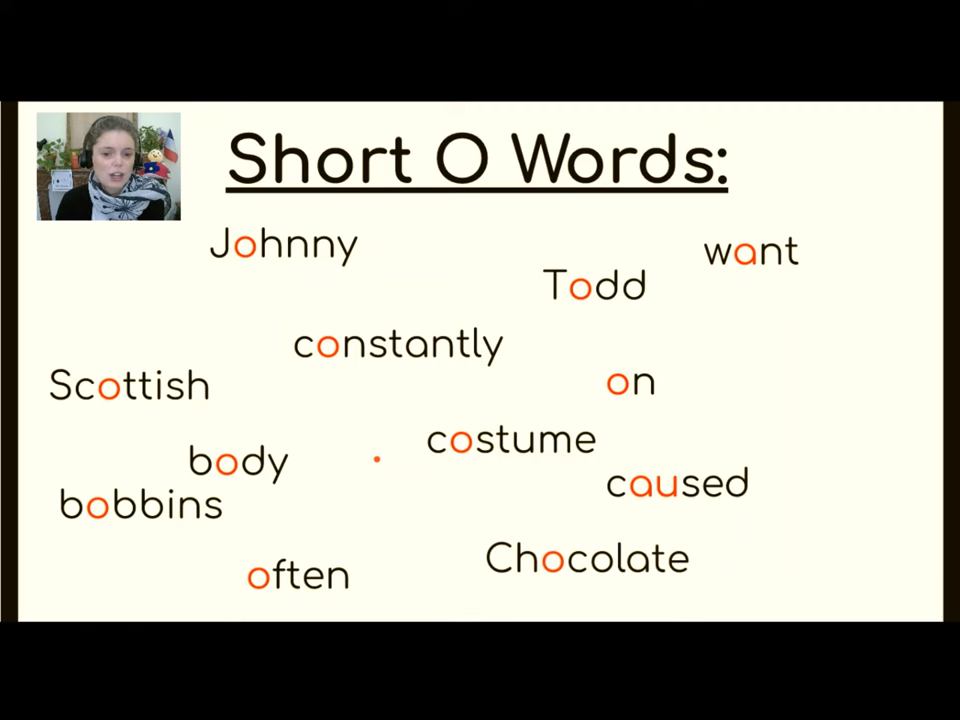 Short O Words:
Johnny
want
Todd
constantly
Scottish
on
costume
body
caused
bobbins
Chocolate
often